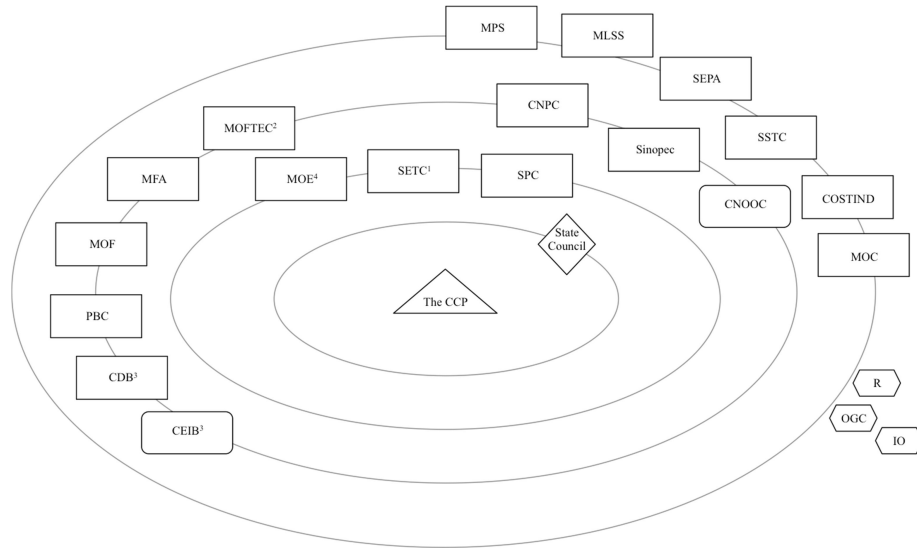 MPS
MLSS
SEPA
CNPC
MOFTEC²
SSTC
Sinopec
MOE⁴
SETC¹
SPC
MFA
CNOOC
COSTIND
MOF
State
Council
MOC
The CCP
PBC
CDB³
R
OGC
CEIB³
IO